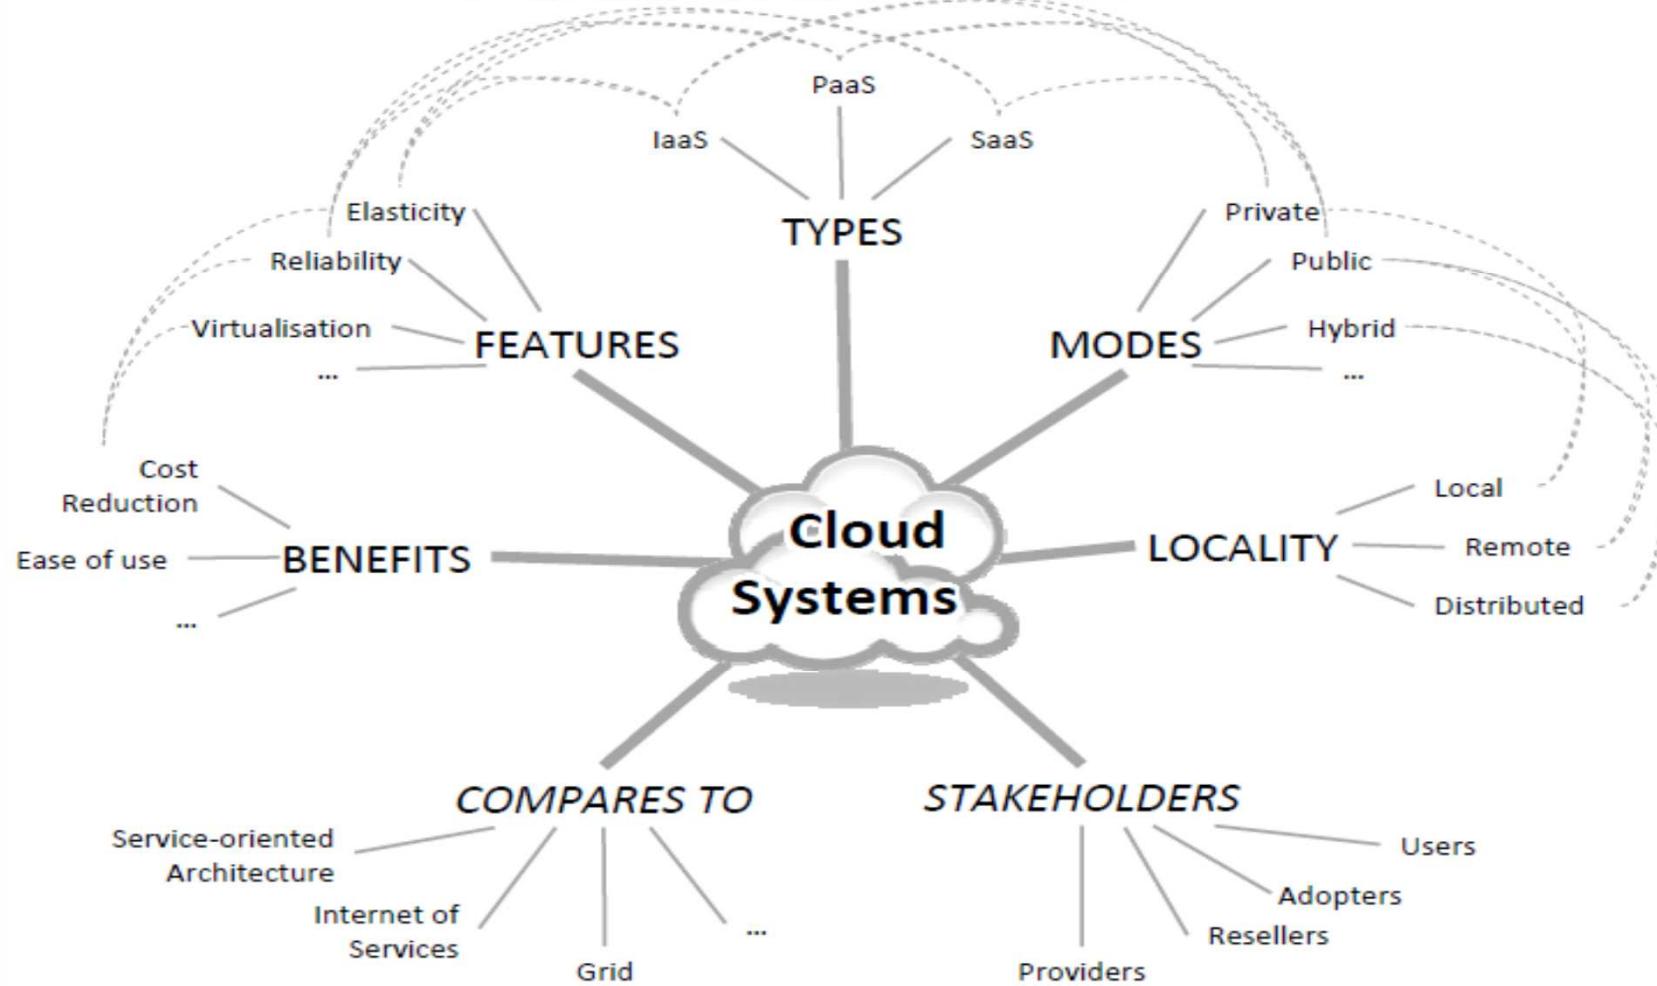 PaaS
IaaS
SaaS
TYPES
Elasticity
Reliability
Virtualisation
...
FEATURES
Private
Public
Hybrid
...
MODES
Cost
Reduction
Ease of use
...
BENEFITS
Cloud
Systems
LOCALITY
Local
Remote
Distributed
COMPARES TO
Service-oriented
Architecture
Internet of
Services
Grid
...
STAKEHOLDERS
Users
Adopters
Resellers
Providers